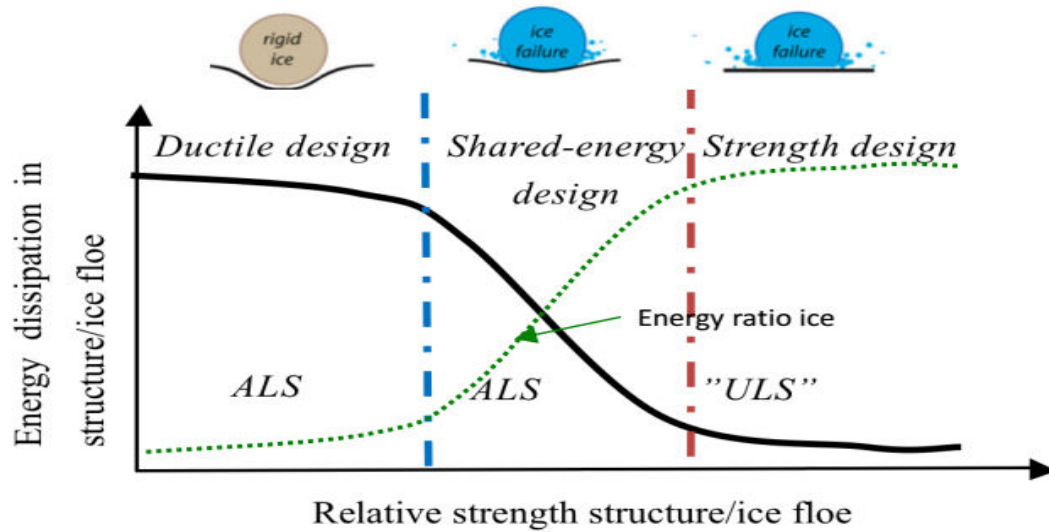 rigid
ice
ice
failure
ice
failure
Ductile design
Shared-energy
design
Strength design
Energy dissipation in
structure/ice floe
Energy ratio ice
ALS
ALS
”ULS”
Relative strength structure/ice floe